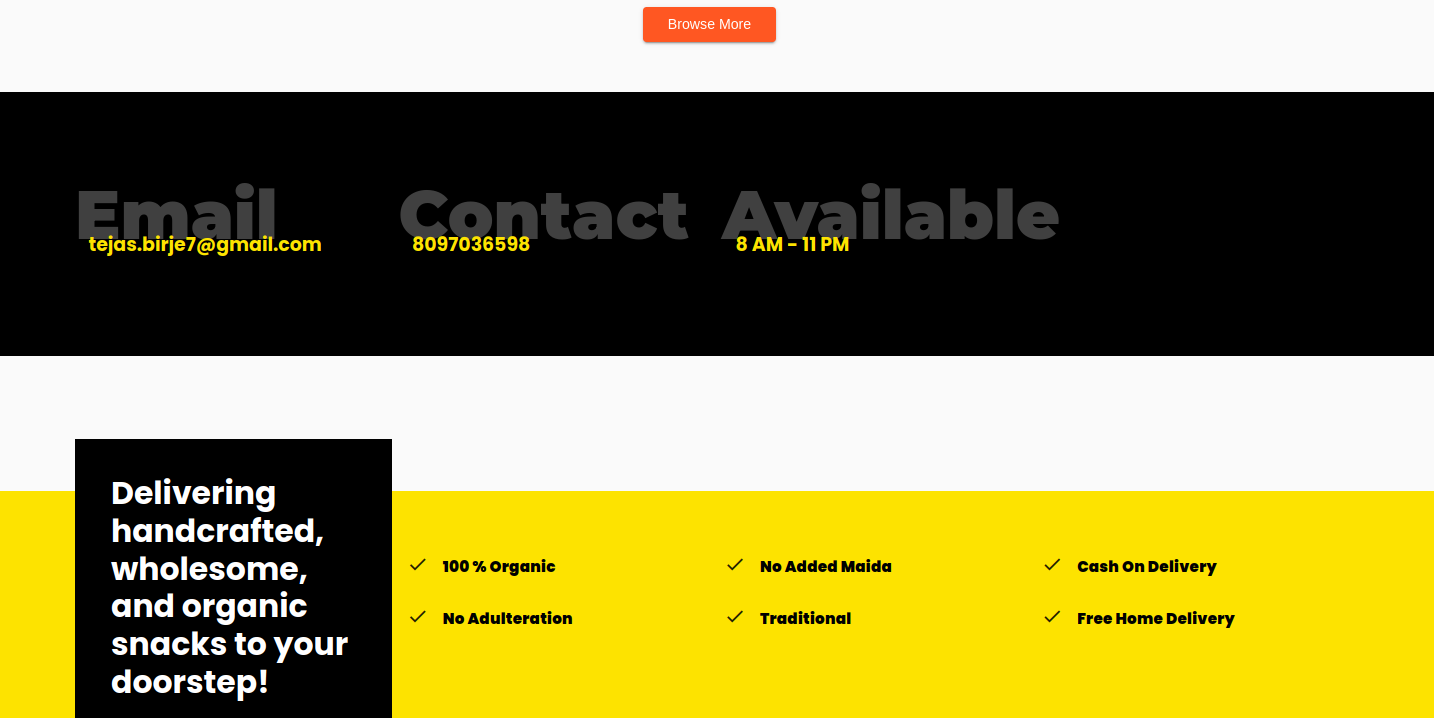 Browse More
Email
tejas.birje7@gmail.com
Contact
8097036598
Available
8 AM - 11 PM
Delivering
handcrafted,
wholesome,
and organic
snacks to your
doorstep!
100 % Organic
No Added Maida
Cash On Delivery
No Adulteration
Traditional
Free Home Delivery